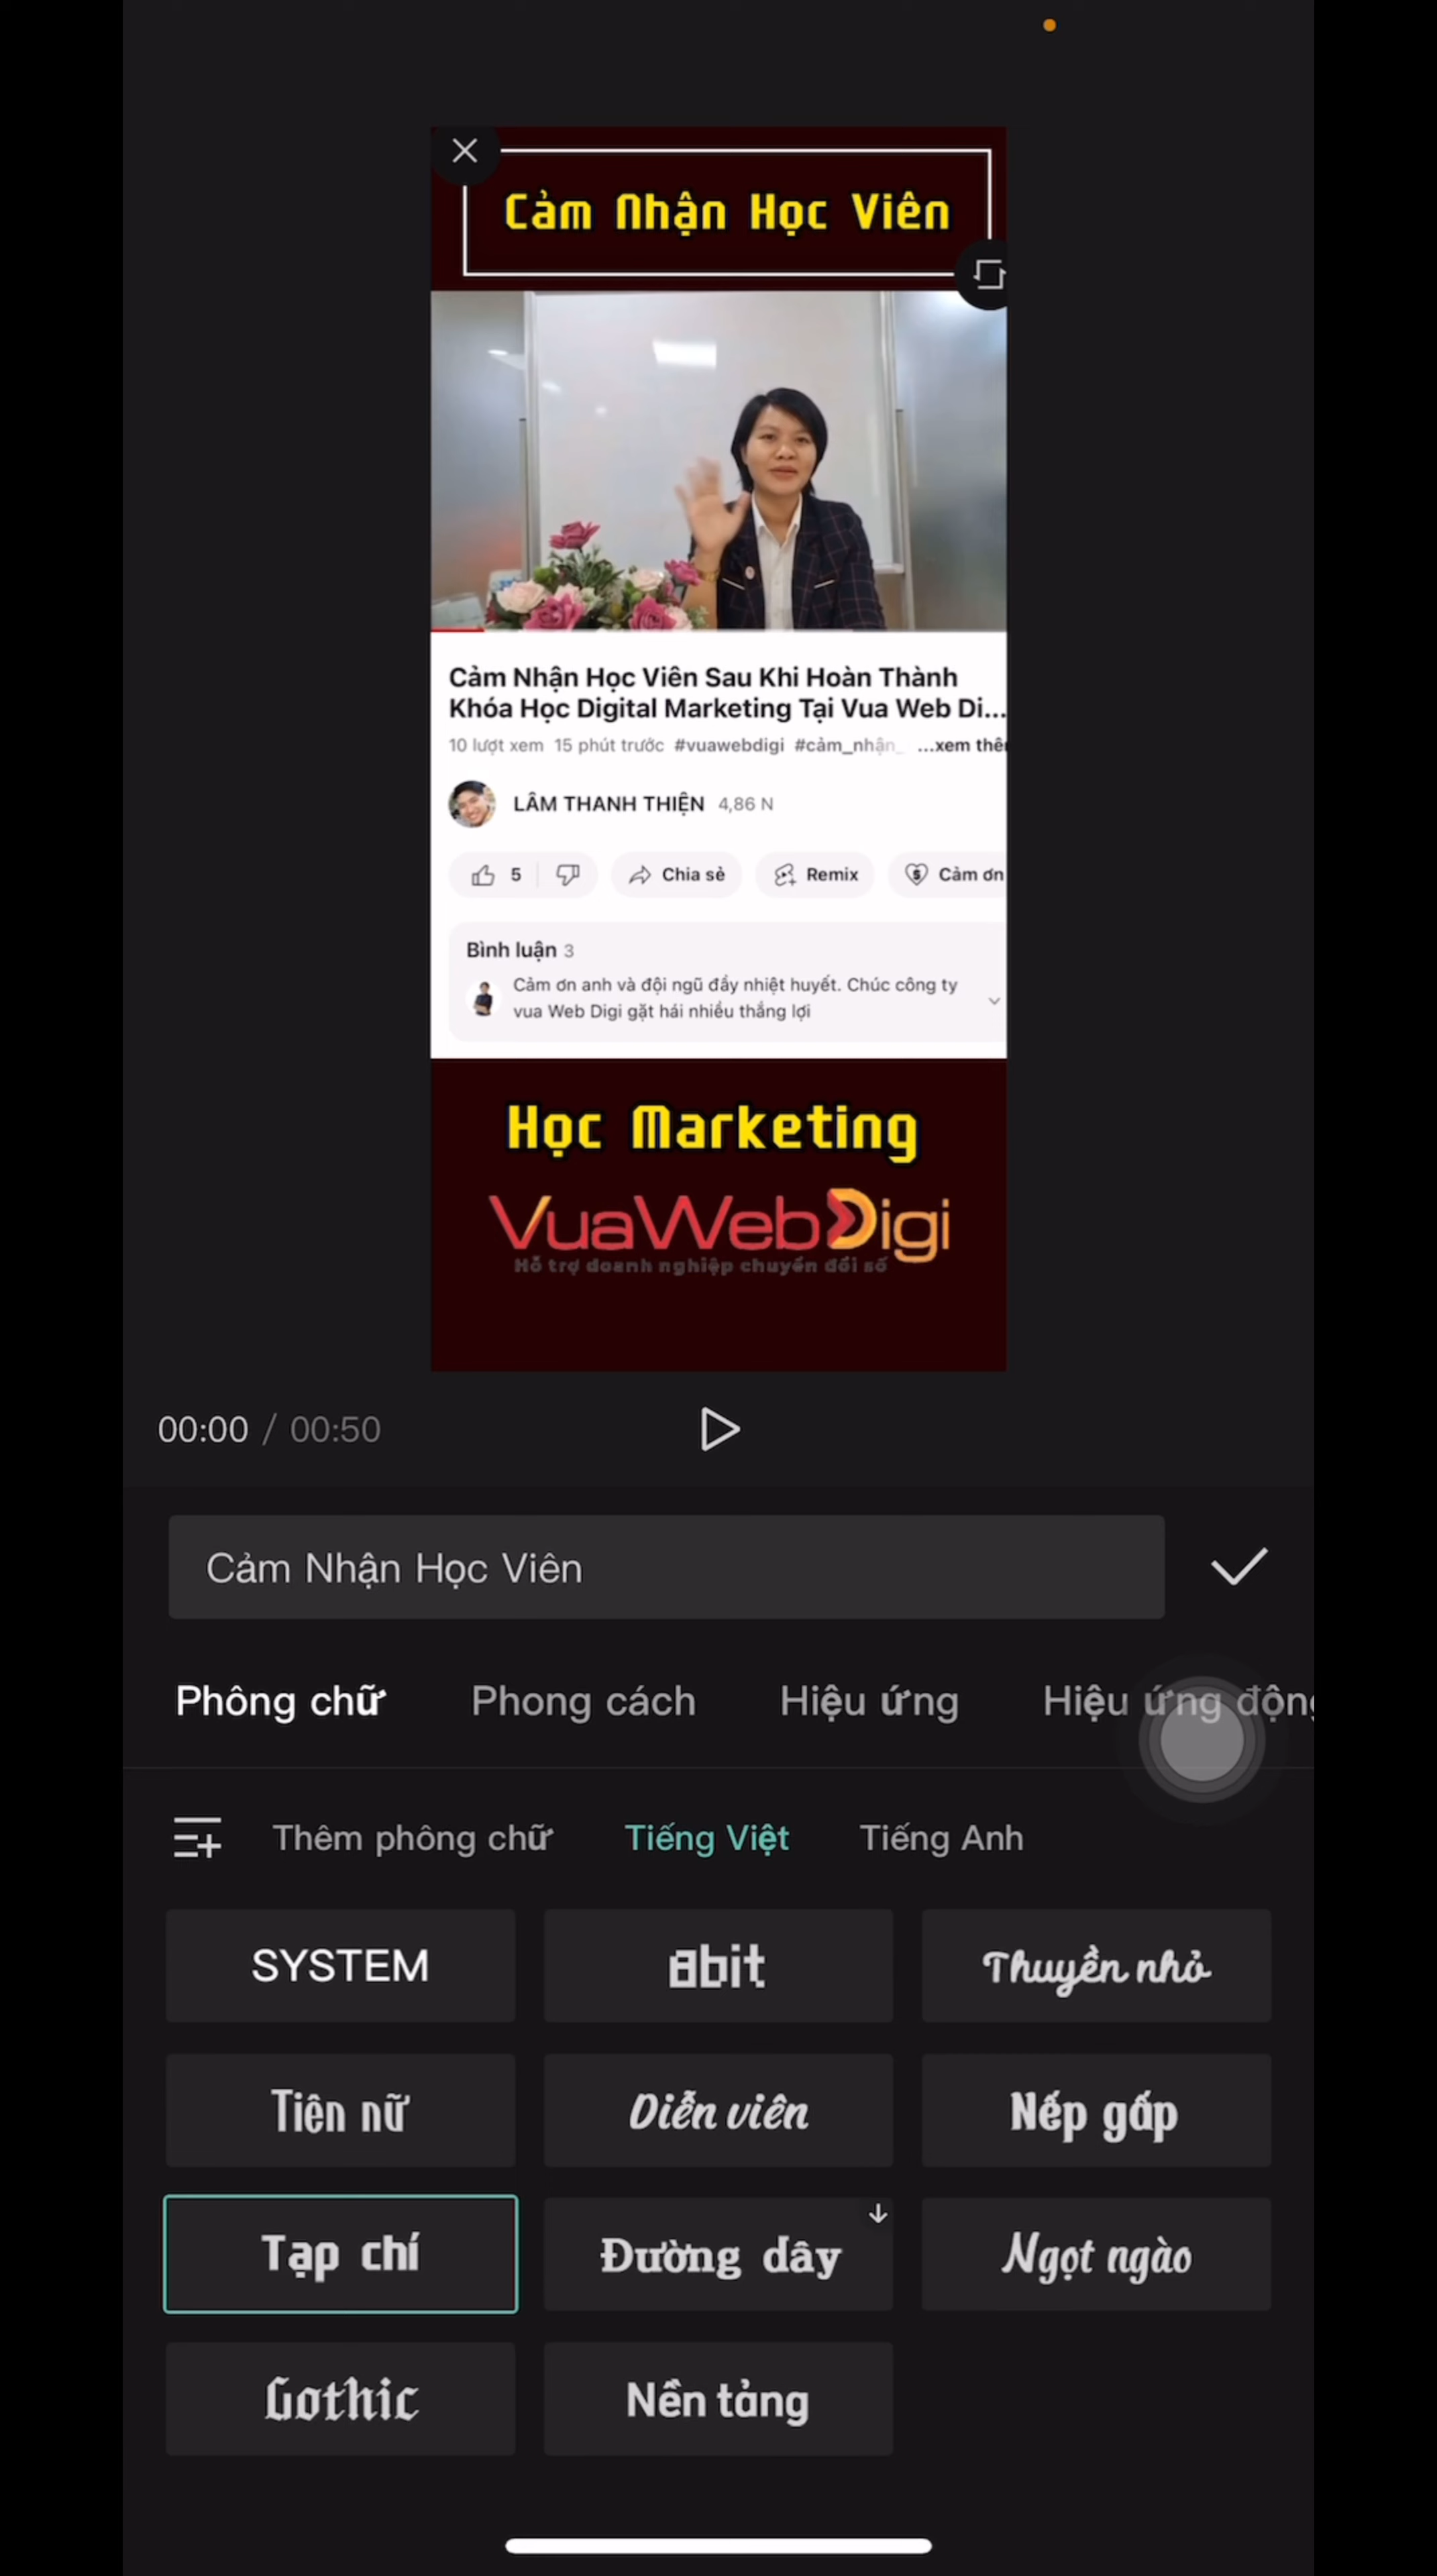 Cảm Nhận Học Viên
Cảm Nhận Học Viên Sau Khi Hoàn Thành
Khóa Học Digital Marketing Tại Vua Web Di...
10 lượt xem 15 phút trước #vuawebdigi #cảm_nhận_ ...xem thê
LÂM THANH THIỆN 4,86 N
5 Chia sẻ Remix Cảm ơn
Bình luận 3
Cảm ơn anh và đội ngũ đầy nhiệt huyết. Chúc công ty
vua Web Digi gặt hái nhiều thắng lợi
Học Marketing
VuaWebDigi
Hỗ trợ doanh nghiệp chuyển đổi số
00:00 / 00:50
Cảm Nhận Học Viên
Phông chữ Phong cách Hiệu ứng Hiệu ứng động
Thêm phông chữ Tiếng Việt Tiếng Anh
SYSTEM 8bit Thuyền nhỏ
Tiên nữ Diễn viên Nếp gấp
Tạp chí Đường dây Ngọt ngào
Gothic Nền tảng